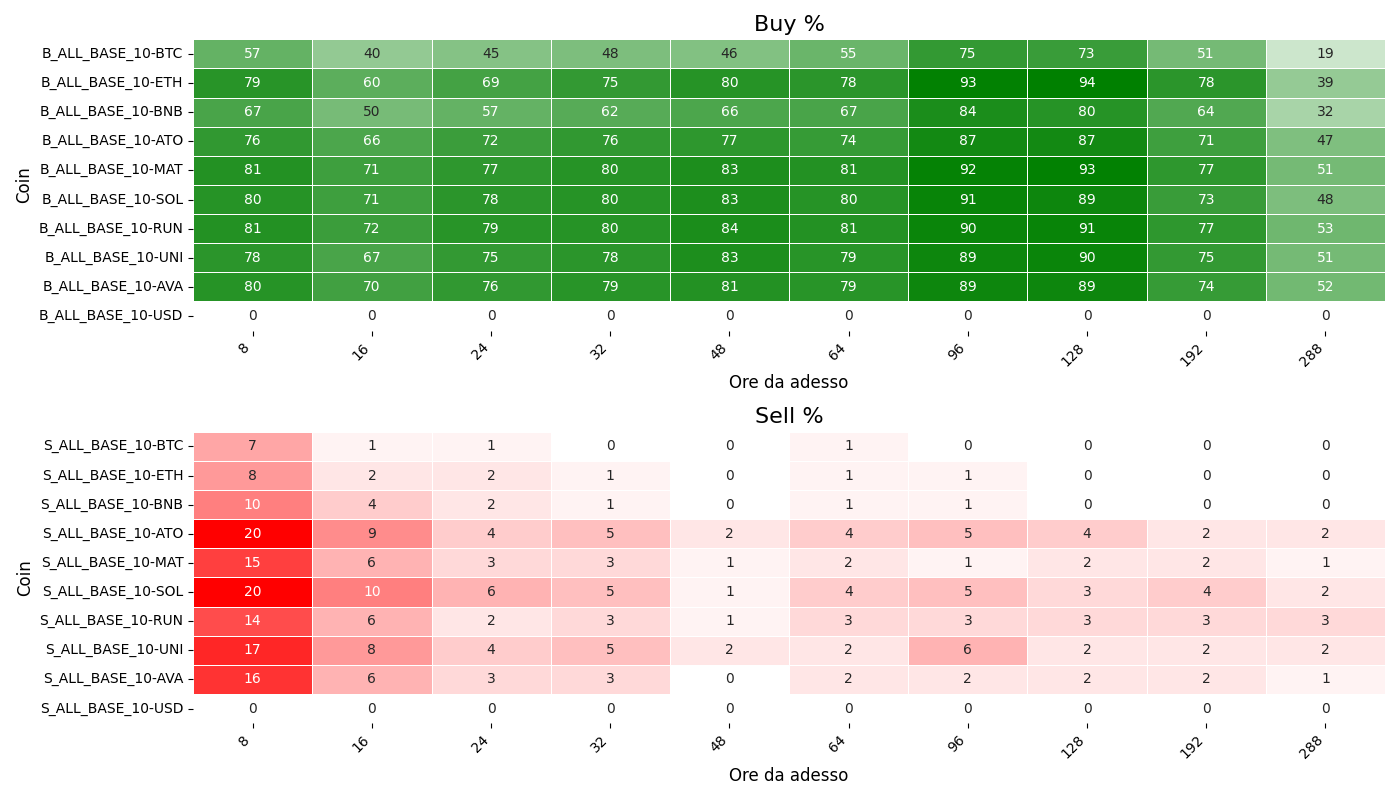 Buy %
Coin
B_ALL_BASE_10-BTC 57 40 45 48 46 55 75 73 51 19
B_ALL_BASE_10-ETH 79 60 69 75 80 78 93 94 78 39
B_ALL_BASE_10-BNB 67 50 57 62 66 67 84 80 64 32
B_ALL_BASE_10-ATO 76 66 72 76 77 74 87 87 71 47
B_ALL_BASE_10-MAT 81 71 77 80 83 81 92 93 77 51
B_ALL_BASE_10-SOL 80 71 78 80 83 80 91 89 73 48
B_ALL_BASE_10-RUN 81 72 79 80 84 81 90 91 77 53
B_ALL_BASE_10-UNI 78 67 75 78 83 79 89 90 75 51
B_ALL_BASE_10-AVA 80 70 76 79 81 79 89 89 74 52
B_ALL_BASE_10-USD 0 0 0 0 0 0 0 0 0 0
8 16 24 32 48 64 96 128 192 288
Ore da adesso
Sell %
Coin
S_ALL_BASE_10-BTC 7 1 1 0 0 1 0 0 0 0
S_ALL_BASE_10-ETH 8 2 2 1 0 1 1 0 0 0
S_ALL_BASE_10-BNB 10 4 2 1 0 1 1 0 0 0
S_ALL_BASE_10-ATO 20 9 4 5 2 4 5 4 2 2
S_ALL_BASE_10-MAT 15 6 3 3 1 2 1 2 2 1
S_ALL_BASE_10-SOL 20 10 6 5 1 4 5 3 4 2
S_ALL_BASE_10-RUN 14 6 2 3 1 3 3 3 3 3
S_ALL_BASE_10-UNI 17 8 4 5 2 2 6 2 2 2
S_ALL_BASE_10-AVA 16 6 3 3 0 2 2 2 2 1
S_ALL_BASE_10-USD 0 0 0 0 0 0 0 0 0 0
8 16 24 32 48 64 96 128 192 288
Ore da adesso